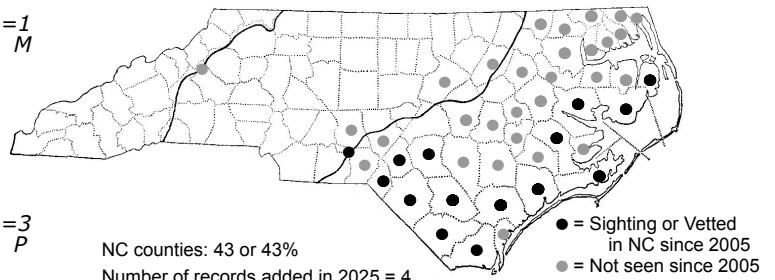 =1
M
=3
P
NC counties: 43 or 43%
Number of records added in 2025 = 4
● = Sighting or Vetted
in NC since 2005
● = Not seen since 2005